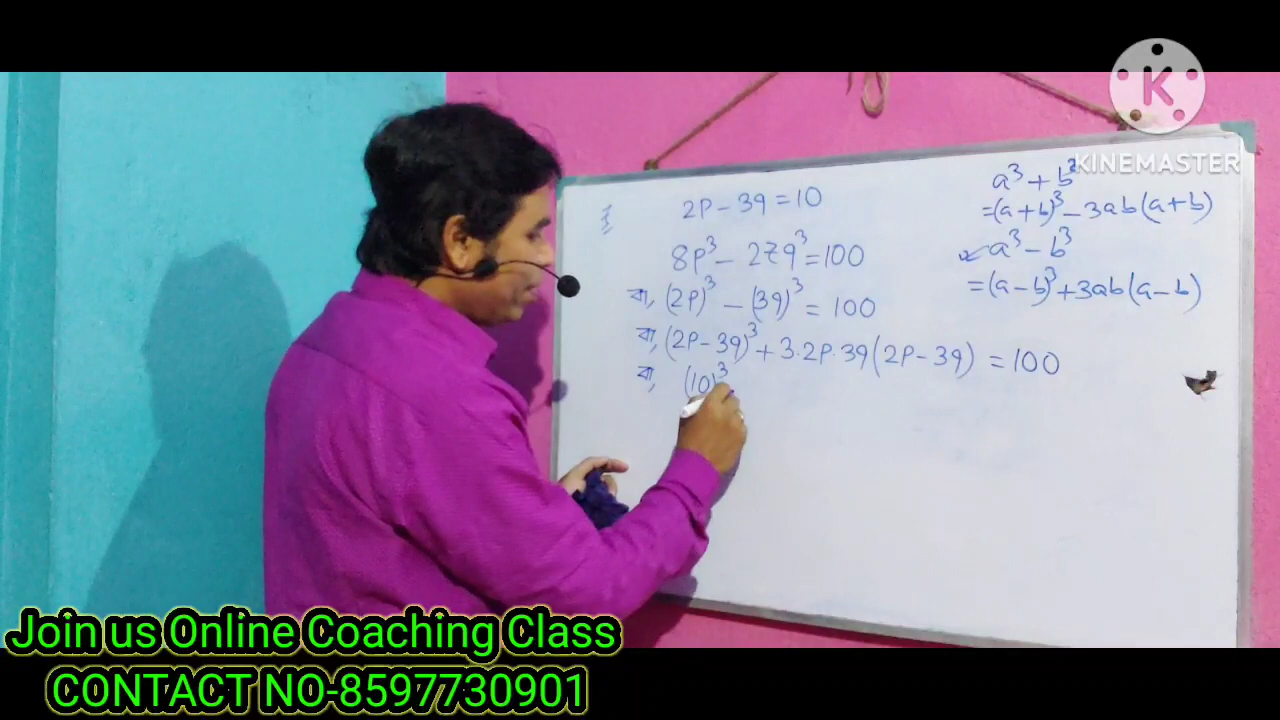 2P - 3q = 10
8p³ - 27q³ = 100
বা, (2P)³ - (3q)³ = 100
বা, (2P - 3q)³ + 3.2P.3q(2P - 3q) = 100
বা, (10)³
a³ + b³
=(a+b)³ - 3ab(a+b)
a³ - b³
=(a-b)³ + 3ab(a-b)
K
KINEMASTER
Join us Online Coaching Class
CONTACT NO-8597730901